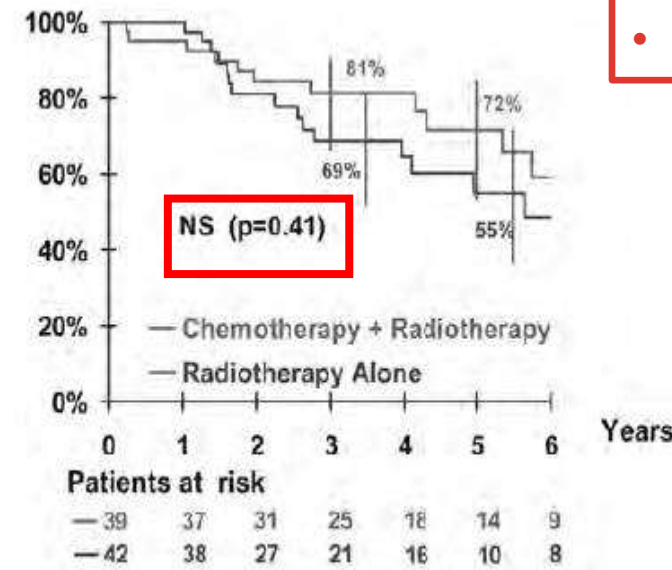 100%
81%
80%
72%
69%
60%
NS (p=0.41)
55%
40%
20%
Chemotherapy + Radiotherapy
Radiotherapy Alone
0%
0 1 2 3 4 5 6 Years
Patients at risk
39 37 31 25 18 14 9
42 38 27 21 16 10 8